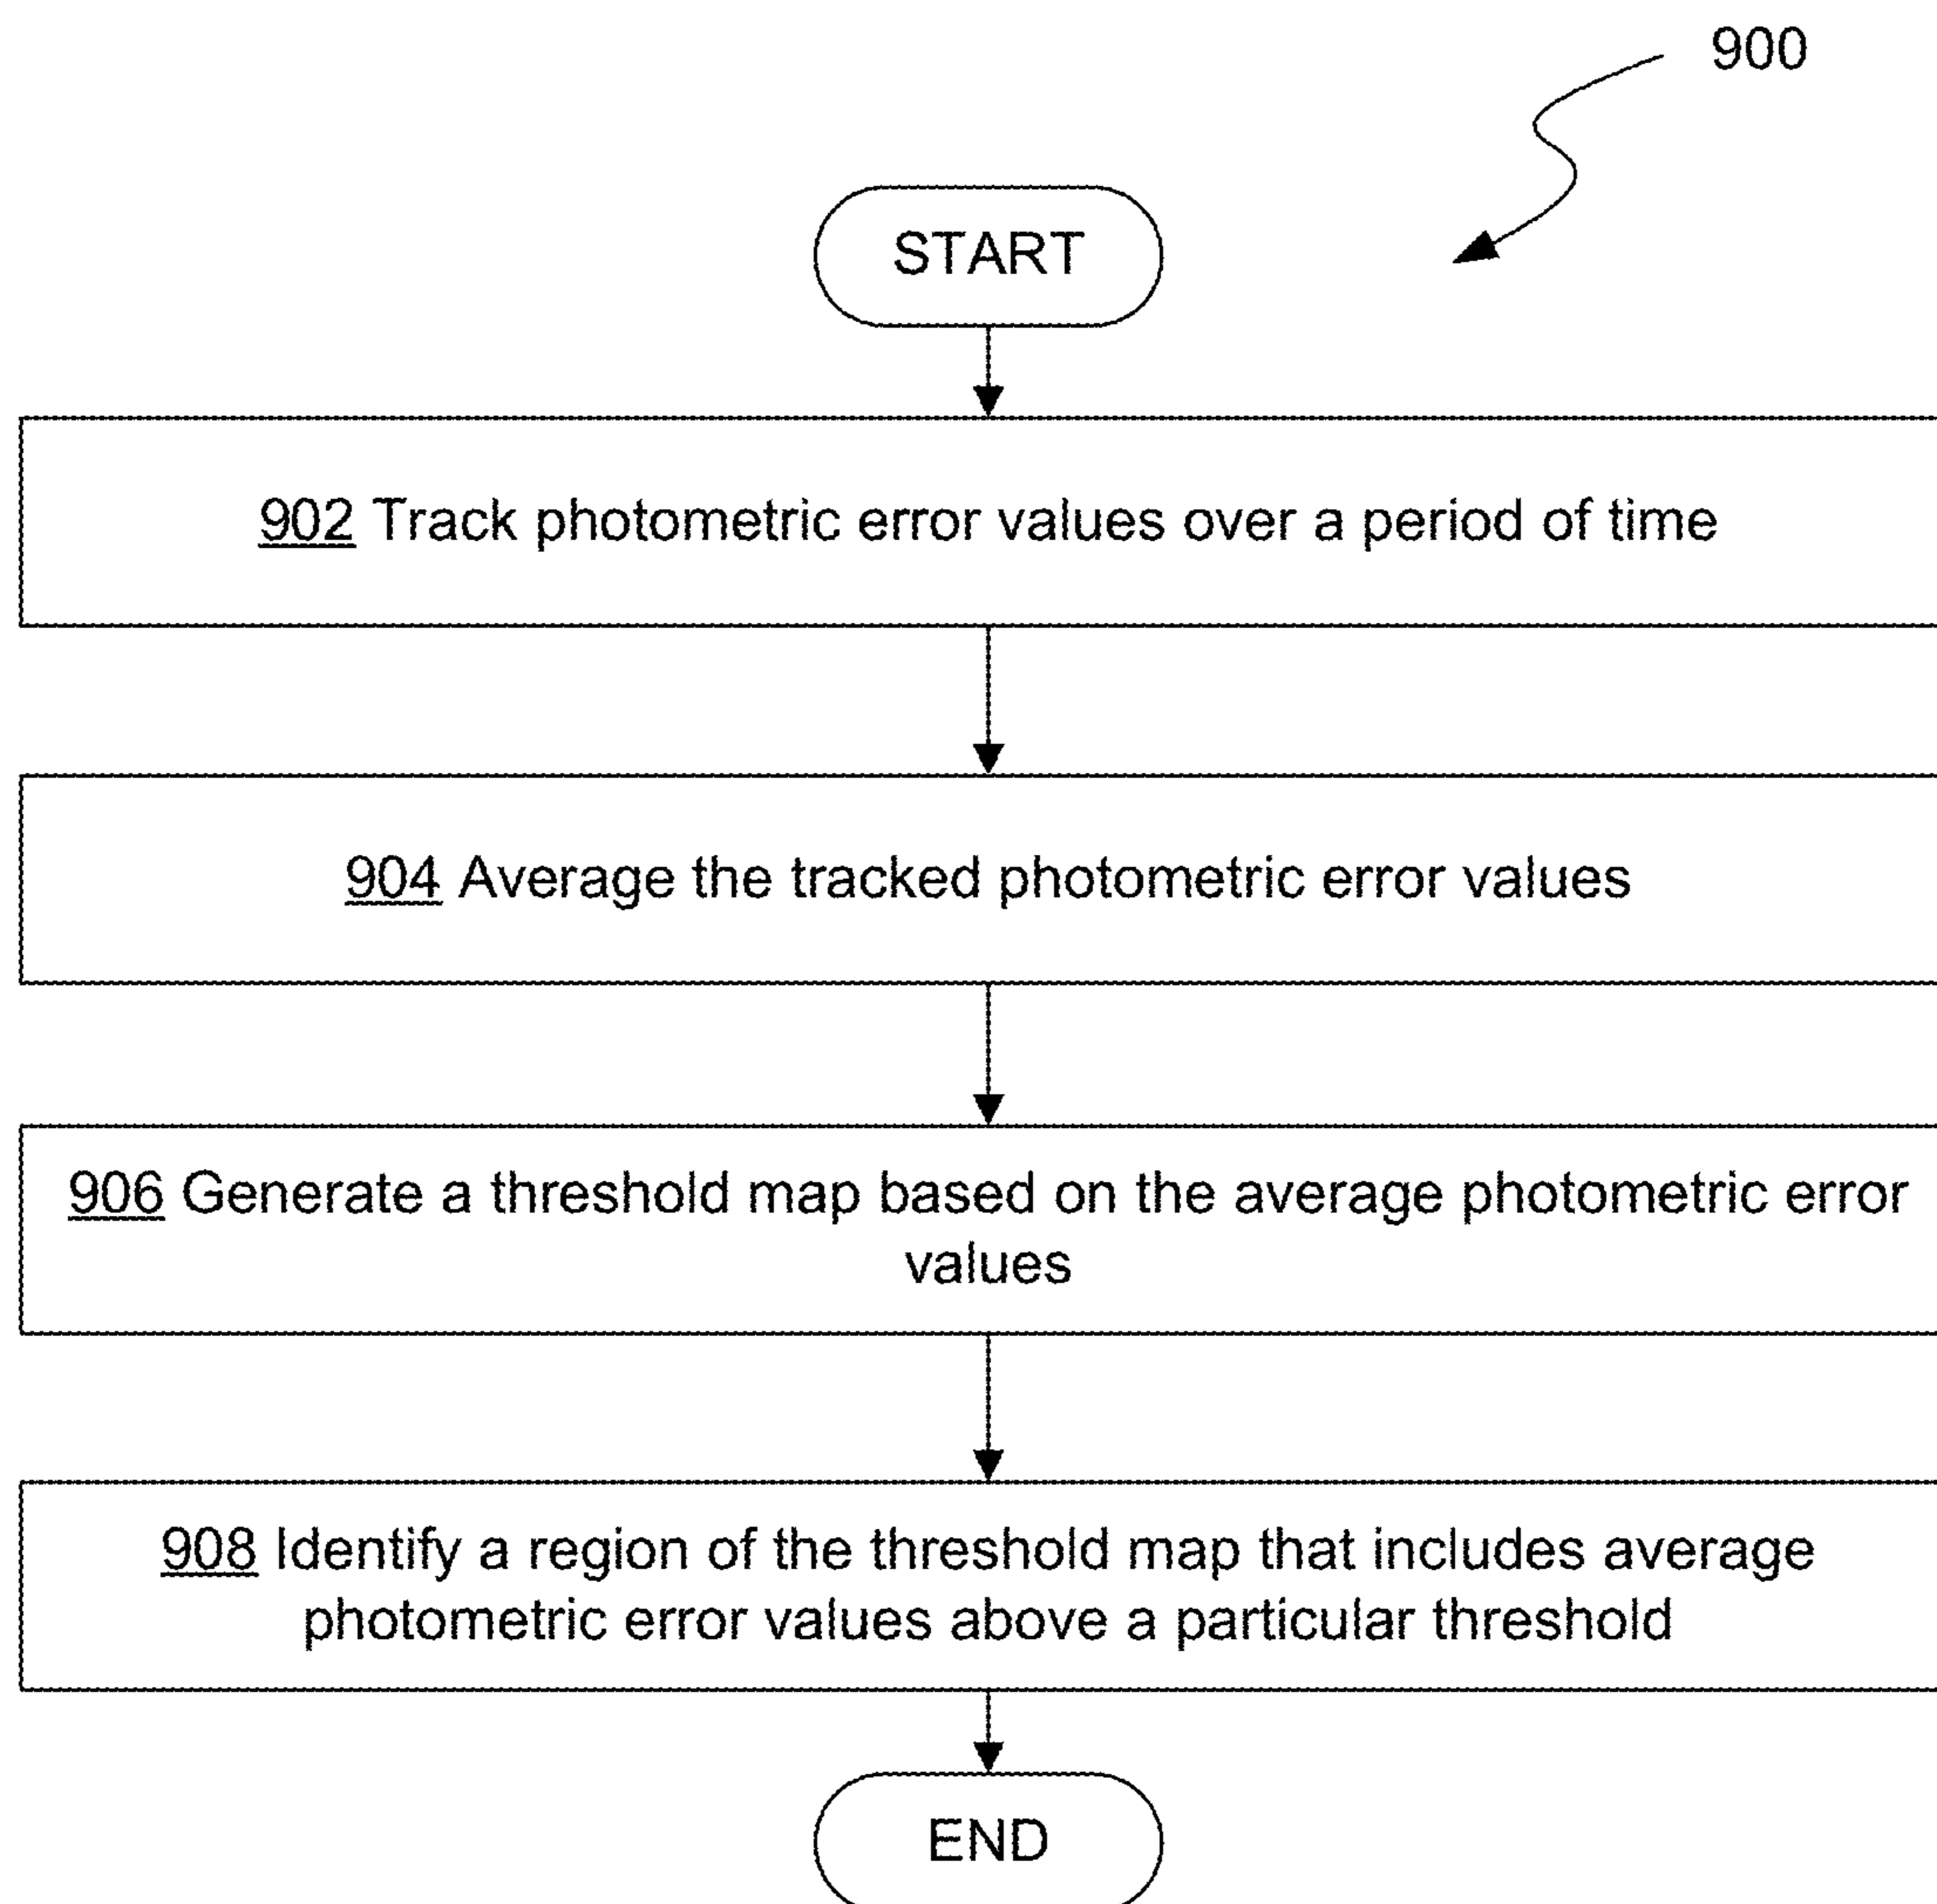 900
START
902 Track photometric error values over a period of time
904 Average the tracked photometric error values
906 Generate a threshold map based on the average photometric error
values
908 Identify a region of the threshold map that includes average
photometric error values above a particular threshold
END